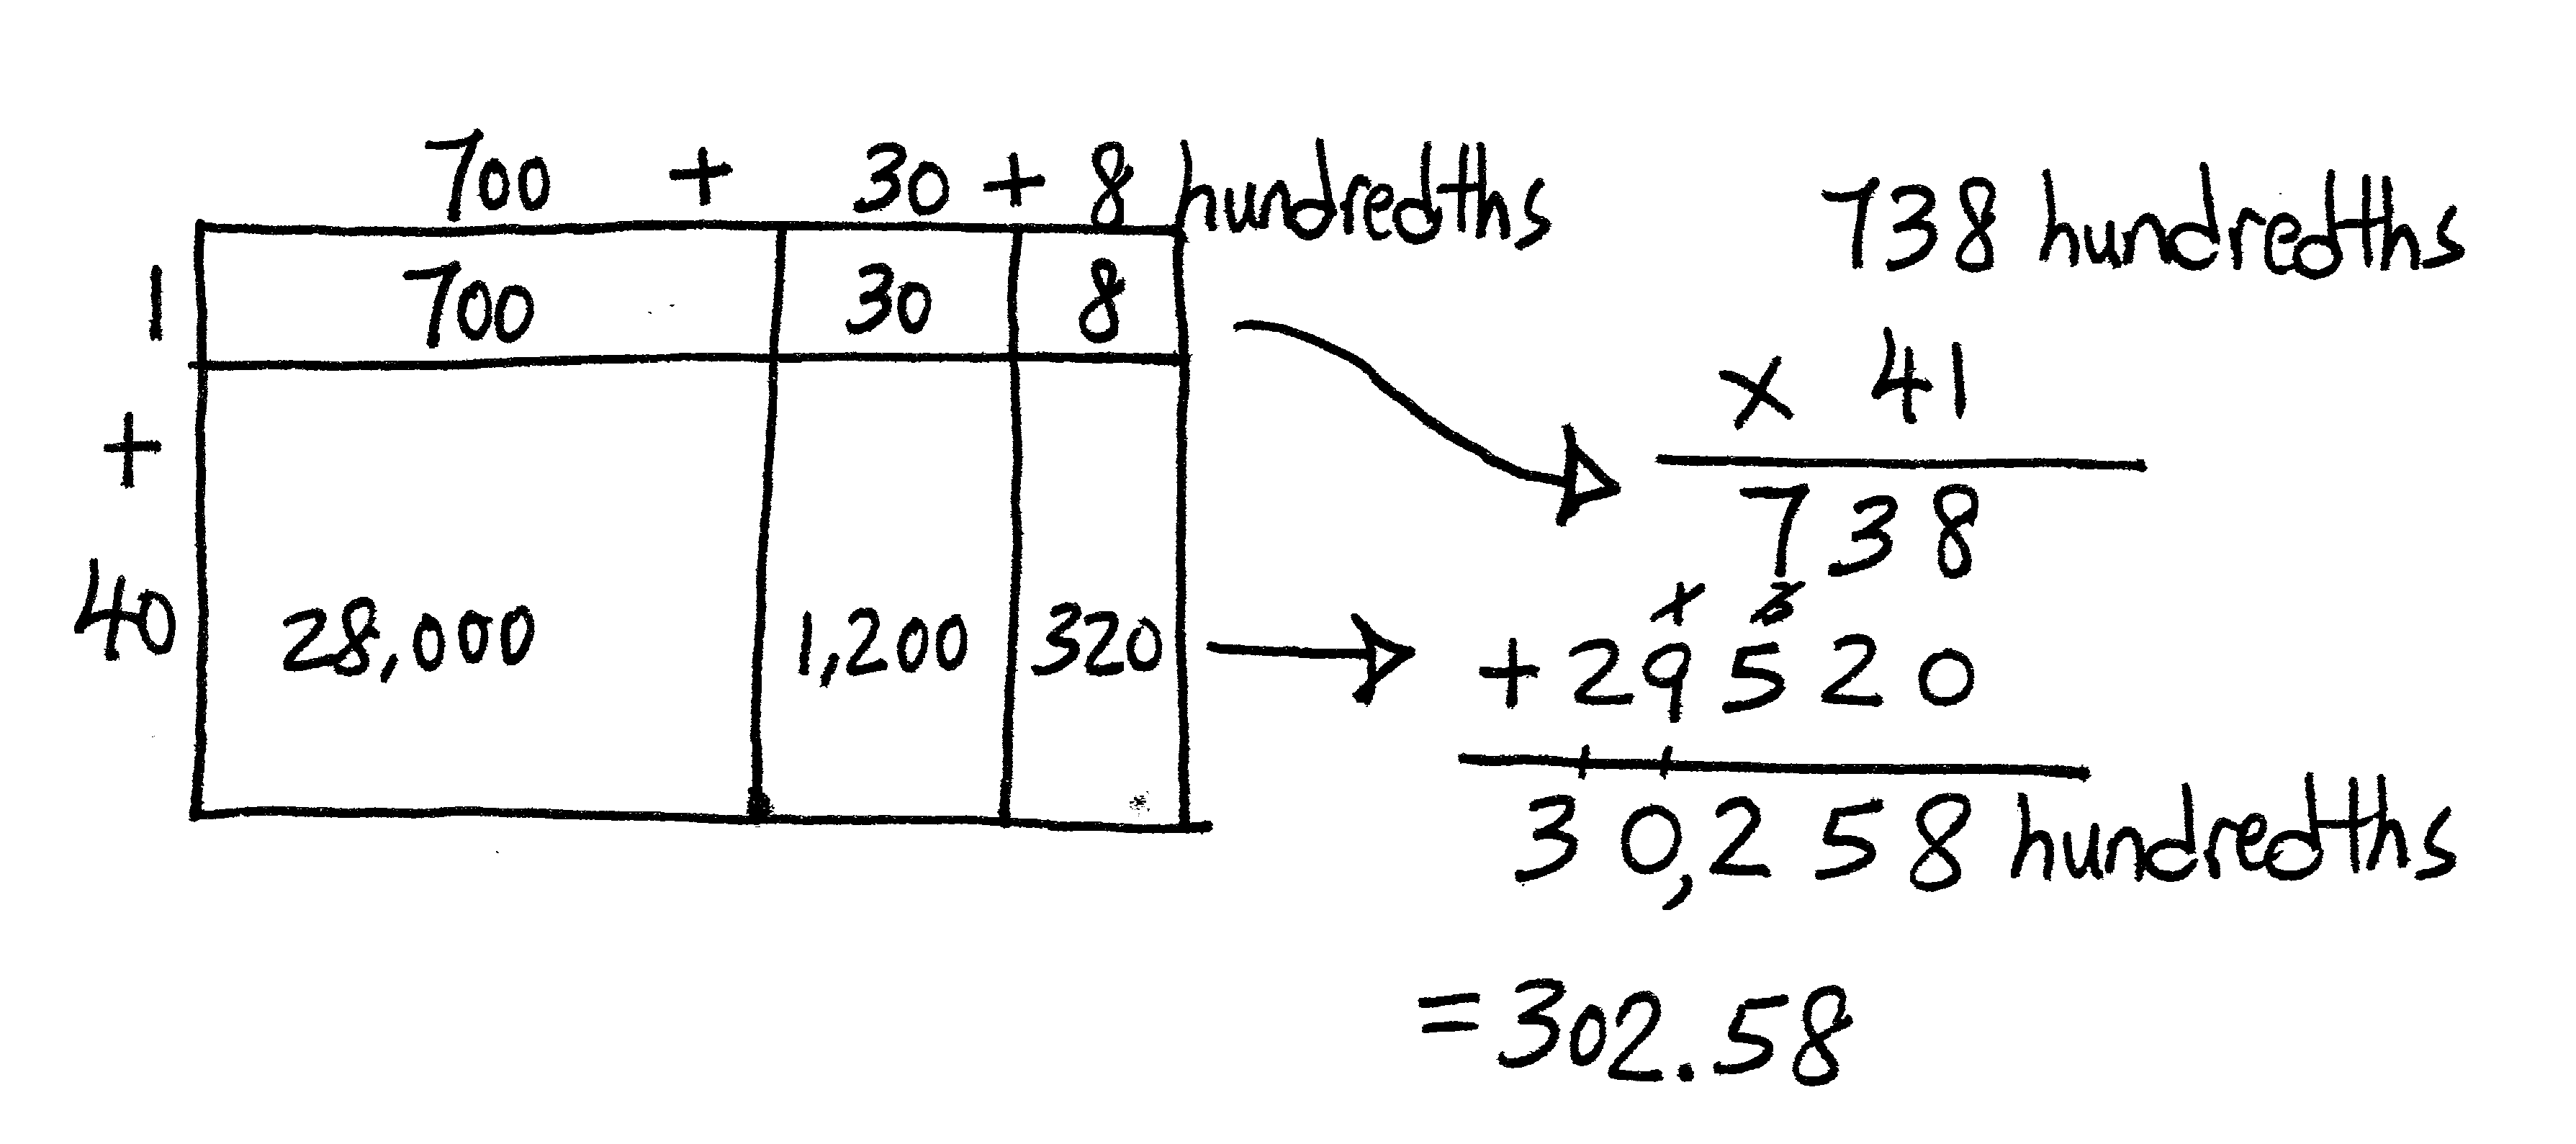 700 + 30 + 8 hundredths
1 700 30 8
+
40 28,000 1,200 320
738 hundredths
x 41
738
+29520
30,258 hundredths
=302.58